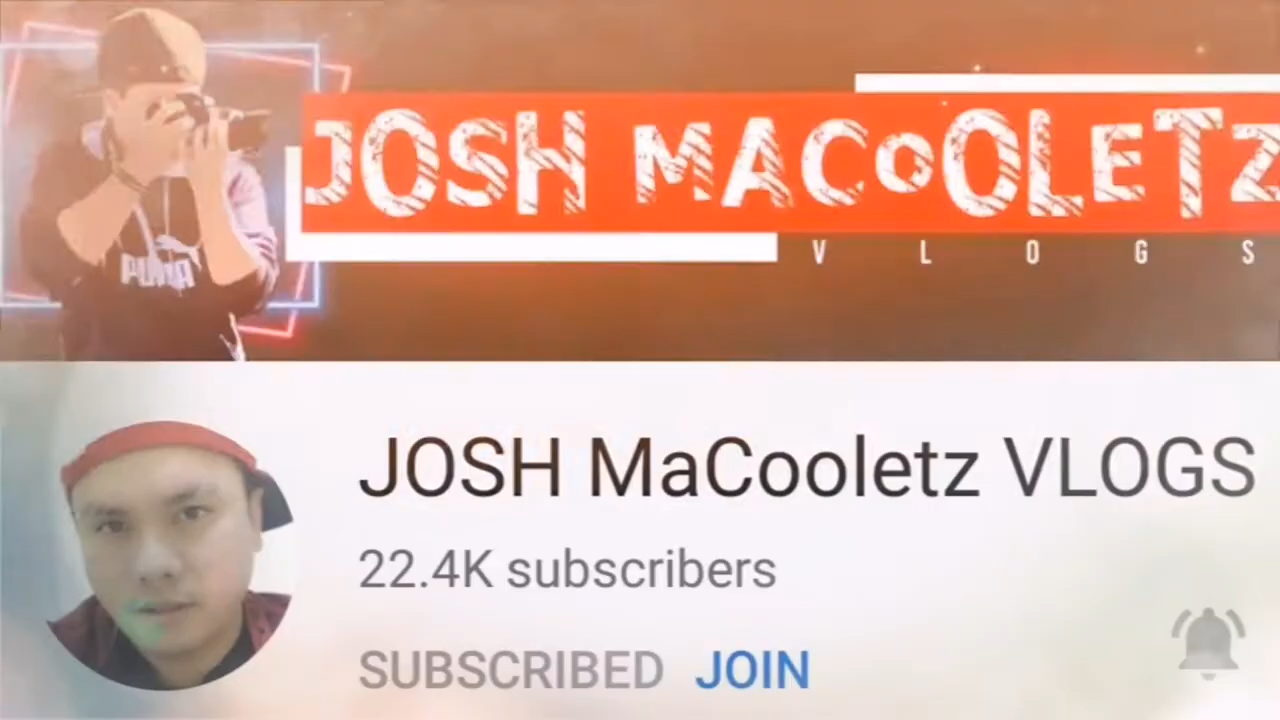 JOSH MACoOLETZ
VLOGS
PUMA
JOSH MaCooletz VLOGS
22.4K subscribers
SUBSCRIBED JOIN